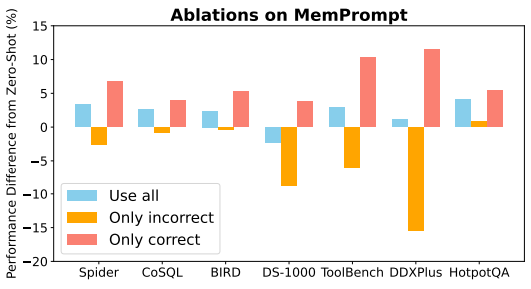 Ablations on MemPrompt
Performance Difference from Zero-Shot (%)
15
10
5
0
−5
−10
−15
−20
Use all
Only incorrect
Only correct
Spider CoSQL BIRD DS-1000 ToolBench DDXPlus HotpotQA